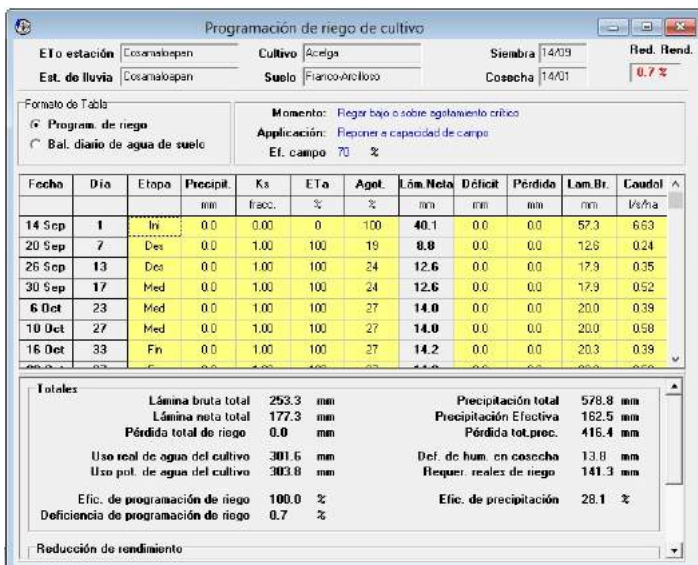 Programación de riego de cultivo
ETo estación Cosamaloapan Cultivo Acelga Siembra 14/09 Red. Rend.
Est. de lluvia Cosamaloapan Suelo Franco-Arcilloso Cosecha 14/01 0.7 %
Formato de Tabla
Program. de riego
Bal. diario de agua de suelo
Momento: Regar bajo o sobre agotamiento crítico
Applicación: Reponer a capacidad de campo
Ef. campo 70 %
Fecha Día Etapa Precipit. Ks ETa Agot. Lám.Neta Déficit Pérdida Lam.Br. Caudal
mm fracc. % % mm mm mm mm l/s/ha
14 Sep 1 Ini 0.0 0.00 0 100 40.1 0.0 0.0 57.3 6.63
20 Sep 7 Des 0.0 1.00 100 19 8.8 0.0 0.0 12.6 0.24
26 Sep 13 Des 0.0 1.00 100 24 12.6 0.0 0.0 17.9 0.35
30 Sep 17 Med 0.0 1.00 100 24 12.6 0.0 0.0 17.9 0.52
6 Oct 23 Med 0.0 1.00 100 27 14.0 0.0 0.0 20.0 0.39
10 Oct 27 Med 0.0 1.00 100 27 14.0 0.0 0.0 20.0 0.58
16 Oct 33 Fin 0.0 1.00 100 27 14.2 0.0 0.0 20.3 0.39
Totales
Lámina bruta total 253.3 mm Precipitación total 578.8 mm
Lámina neta total 177.3 mm Precipitación Efectiva 162.5 mm
Pérdida total de riego 0.0 mm Pérdida tot.prec. 416.4 mm
Uso real de agua del cultivo 301.6 mm Def. de hum. en cosecha 13.8 mm
Uso pot. de agua del cultivo 303.8 mm Requer. reales de riego 141.3 mm
Efic. de programación de riego 100.0 % Efic. de precipitación 28.1 %
Deficiencia de programación de riego 0.7 %
Reducción de rendimiento